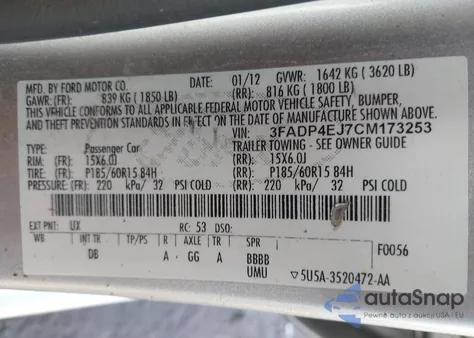 MFD. BY FORD MOTOR CO.
DATE: 01/12 GVWR: 1642 KG (3620 LB)
GAWR: (FR): 839 KG (1850 LB) (RR): 816 KG (1800 LB)
THIS VEHICLE CONFORMS TO ALL APPLICABLE FEDERAL MOTOR VEHICLE SAFETY, BUMPER,
AND THEFT PREVENTION STANDARDS IN EFFECT ON THE DATE OF MANUFACTURE SHOWN ABOVE.
VIN: 3FADP4EJ7CM173253
TYPE: Passenger Car TRAILER TOWING - SEE OWNER GUIDE
RIM: (FR): 15X6.0J (RR): 15X6.0J
TIRE: (FR): P185/60R15 84H (RR): P185/60R15 84H
PRESSURE: (FR): 220 kPa/ 32 PSI COLD (RR): 220 kPa/ 32 PSI COLD
EXT PNT: UX RC: 53 DSO: F0056
WB INT TR TP/PS R AXLE TR SPR
DB A GG A BBBB
UMU ▽5U5A-3520472-AA
autoSnap
Pewne auta z aukcji USA i EU